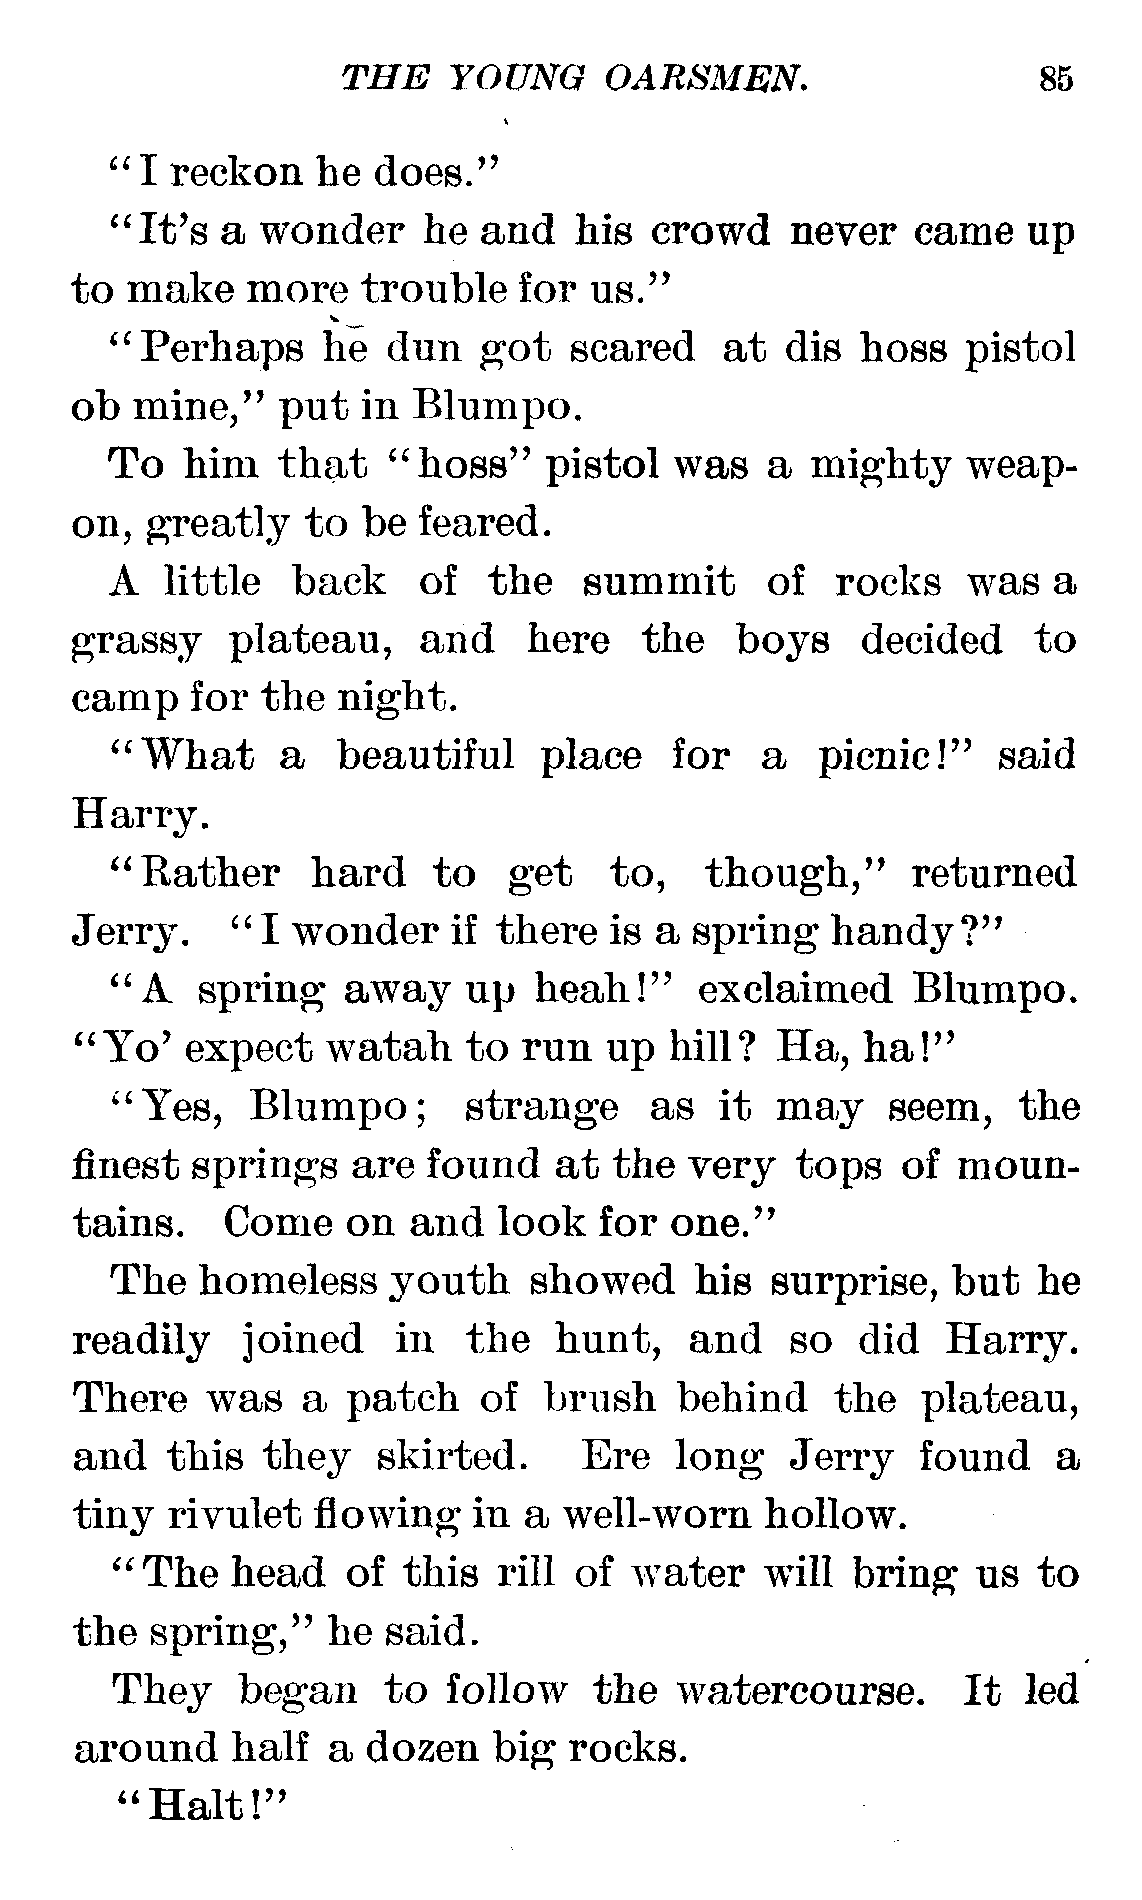 THE YOUNG OARSMEN. 85
"I reckon he does."
"It's a wonder he and his crowd never came up
to make more trouble for us."
"Perhaps he dun got scared at dis hoss pistol
ob mine," put in Blumpo.
To him that "hoss" pistol was a mighty weap-
on, greatly to be feared.
A little back of the summit of rocks was a
grassy plateau, and here the boys decided to
camp for the night.
"What a beautiful place for a picnic!" said
Harry.
"Rather hard to get to, though," returned
Jerry. "I wonder if there is a spring handy?"
"A spring away up heah!" exclaimed Blumpo.
"Yo' expect watah to run up hill? Ha, ha!"
"Yes, Blumpo; strange as it may seem, the
finest springs are found at the very tops of moun-
tains. Come on and look for one."
The homeless youth showed his surprise, but he
readily joined in the hunt, and so did Harry.
There was a patch of brush behind the plateau,
and this they skirted. Ere long Jerry found a
tiny rivulet flowing in a well-worn hollow.
"The head of this rill of water will bring us to
the spring," he said.
They began to follow the watercourse. It led
around half a dozen big rocks.
"Halt!"